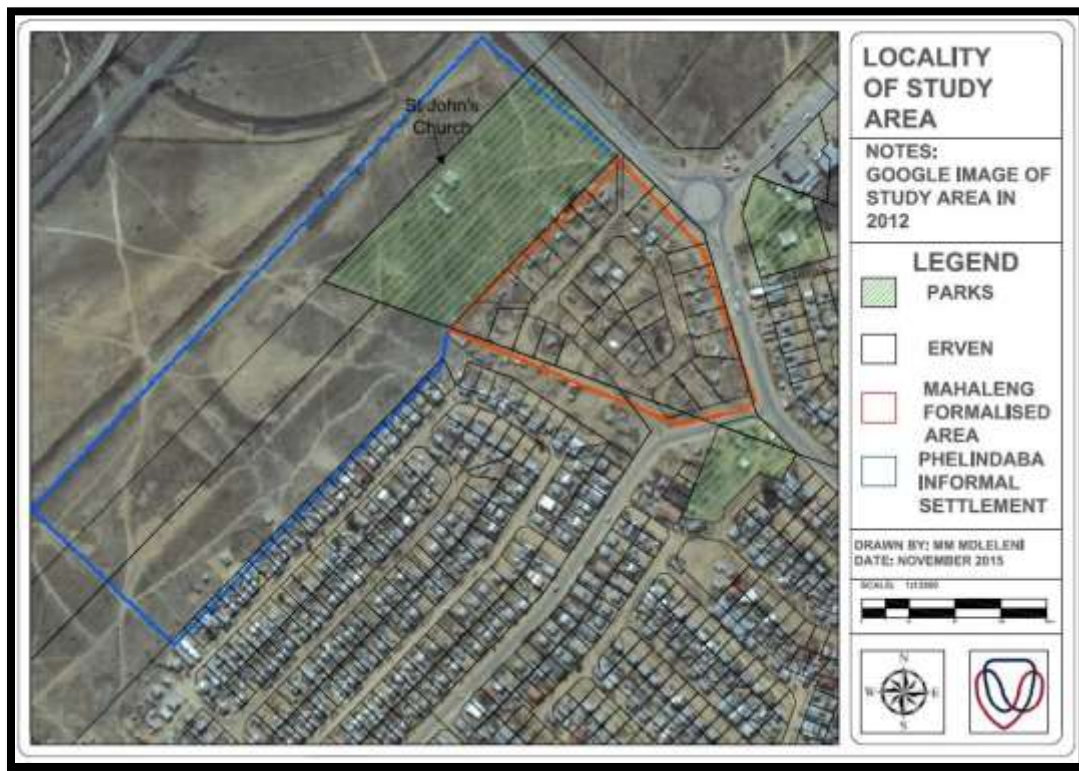 St John's
Church
LOCALITY
OF STUDY
AREA
NOTES:
GOOGLE IMAGE OF
STUDY AREA IN
2012
LEGEND
PARKS
ERVEN
MAHALENG
FORMALISED
AREA
PHELINDABA
INFORMAL
SETTLEMENT
DRAWN BY: MM MDLELENI
DATE: NOVEMBER 2015
SCALE:
N
W
E
S